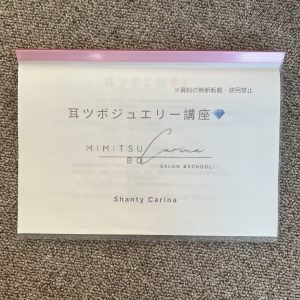 ※資料の無断転載・使用禁止
耳ツボジュエリー講座💎
MIMITSU
BO
Carina
SALON &SCHOOL
Shanty Carina